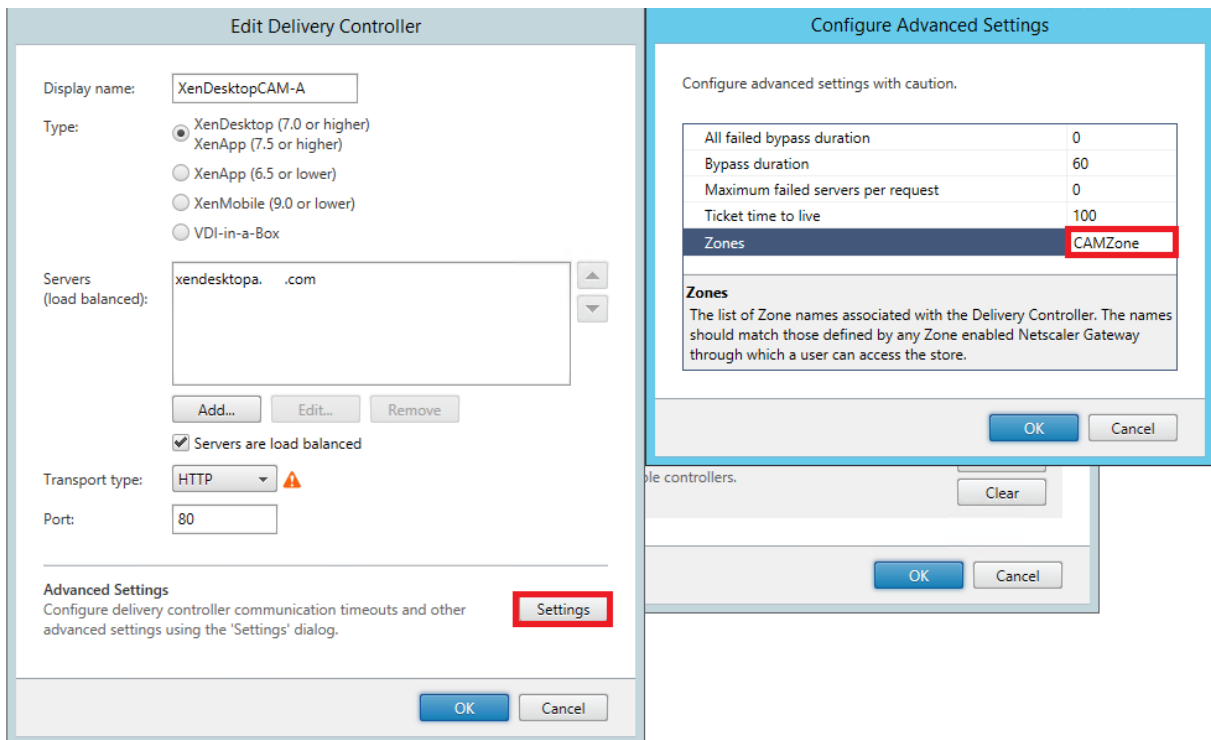 Edit Delivery Controller
Display name: XenDesktopCAM-A
Type: XenDesktop (7.0 or higher)
XenApp (7.5 or higher)
XenApp (6.5 or lower)
XenMobile (9.0 or lower)
VDI-in-a-Box
Servers
(load balanced):
xendesktopa. .com
Add... Edit... Remove
Servers are load balanced
Transport type: HTTP
Port: 80
Advanced Settings
Configure delivery controller communication timeouts and other
advanced settings using the 'Settings' dialog.
Settings
OK Cancel
Configure Advanced Settings
Configure advanced settings with caution.
All failed bypass duration 0
Bypass duration 60
Maximum failed servers per request 0
Ticket time to live 100
Zones CAMZone
Zones
The list of Zone names associated with the Delivery Controller. The names
should match those defined by any Zone enabled Netscaler Gateway
through which a user can access the store.
OK Cancel
controllers.
Clear
OK Cancel